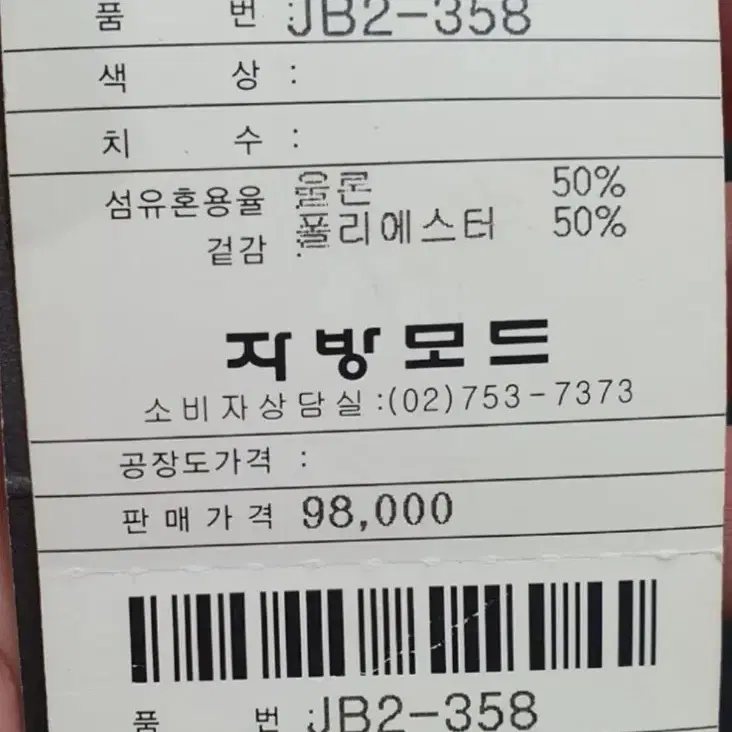 품 번 :JB2-358
색 상 :
치 수 :
섬유혼용율 울론 50%
겉감 : 폴리에스터 50%
자방모드
소비자상담실:(02)753-7373
공장도가격 :
판매가격 98,000
품 번 :JB2-358